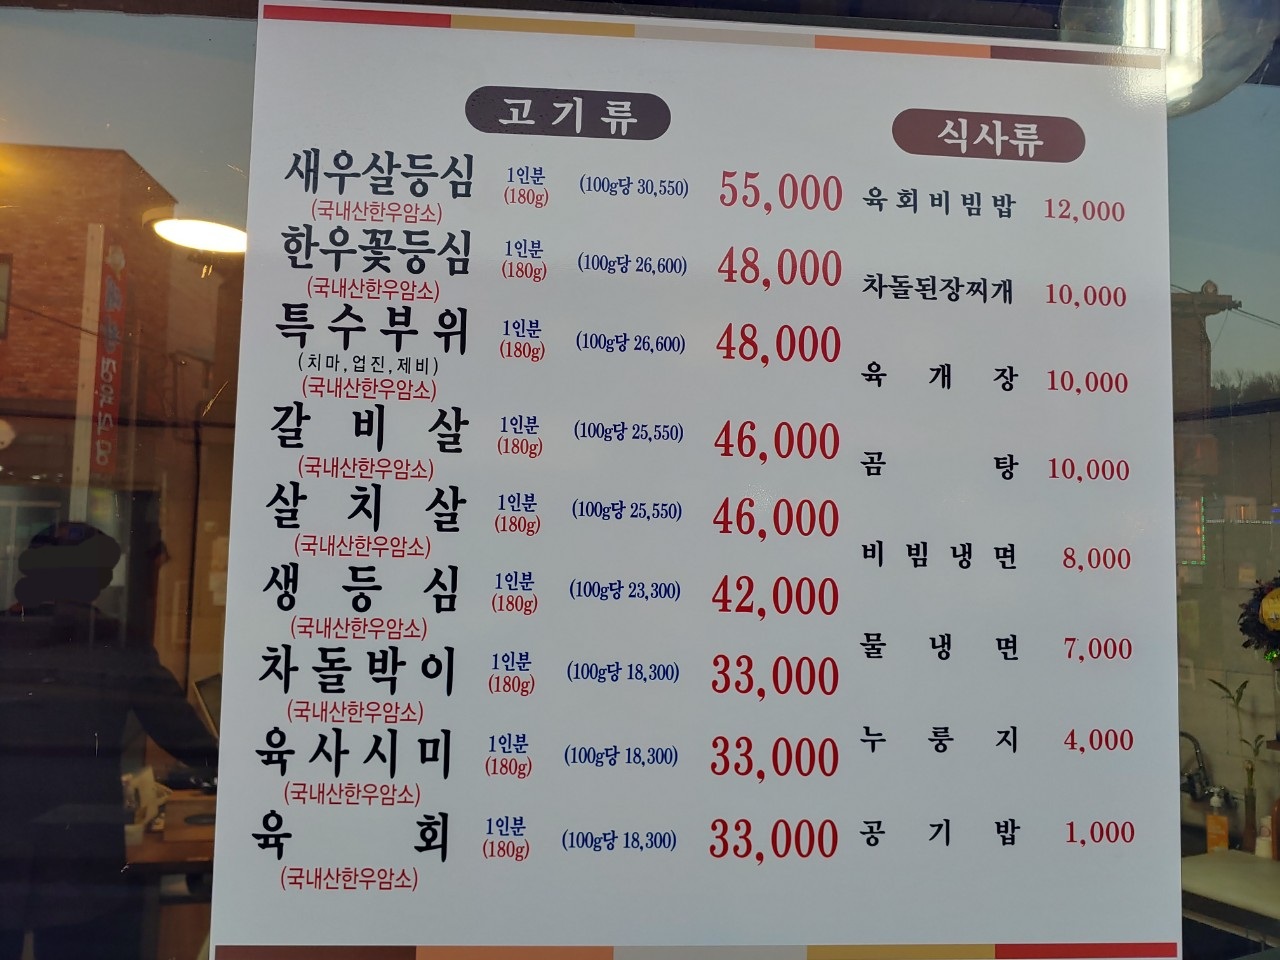 고기류
새우살등심 1인분 (180g) (100g당 30,550) 55,000
(국내산한우암소)
한우꽃등심 1인분 (180g) (100g당 26,600) 48,000
(국내산한우암소)
특수부위 1인분 (180g) (100g당 26,600) 48,000
(치마,업진,제비)
(국내산한우암소)
갈비살 1인분 (180g) (100g당 25,550) 46,000
(국내산한우암소)
살치살 1인분 (180g) (100g당 25,550) 46,000
(국내산한우암소)
생등심 1인분 (180g) (100g당 23,300) 42,000
(국내산한우암소)
차돌박이 1인분 (180g) (100g당 18,300) 33,000
(국내산한우암소)
육사시미 1인분 (180g) (100g당 18,300) 33,000
(국내산한우암소)
육회 1인분 (180g) (100g당 18,300) 33,000
(국내산한우암소)
식사류
육회비빔밥 12,000
차돌된장찌개 10,000
육개장 10,000
곰탕 10,000
비빔냉면 8,000
물냉면 7,000
누룽지 4,000
공기밥 1,000